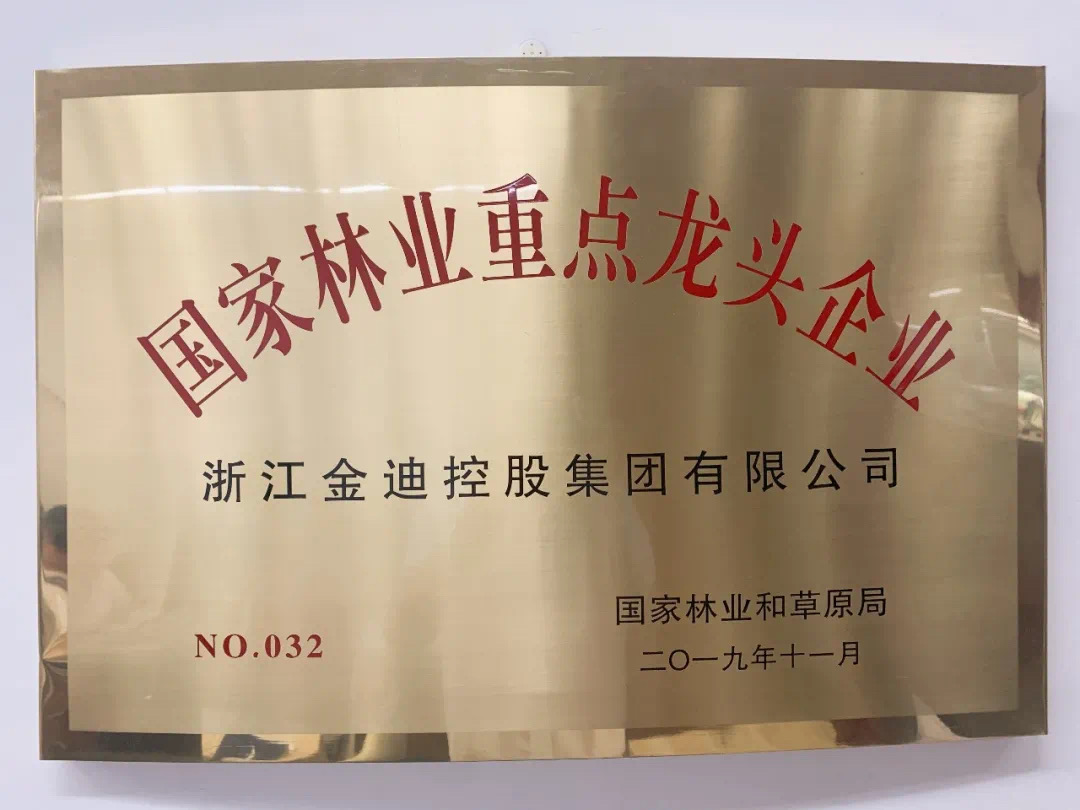 国家林业重点龙头企业
浙江金迪控股集团有限公司
国家林业和草原局
NO.032
二〇一九年十一月